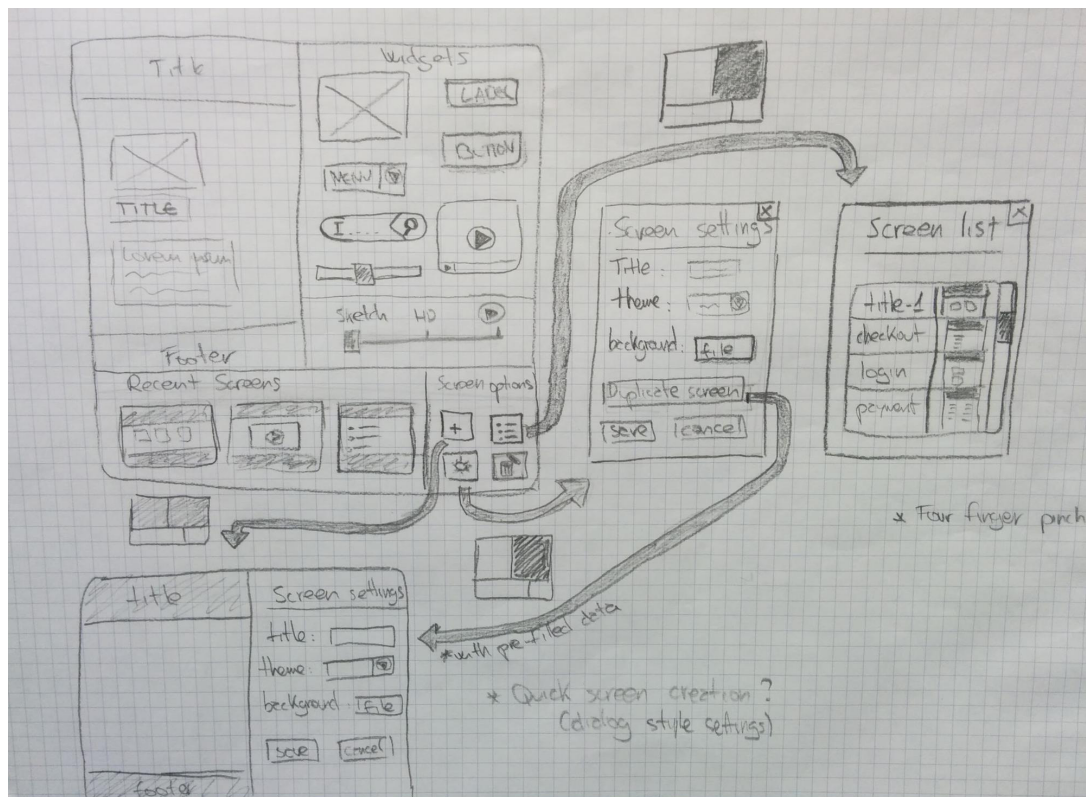 Title
TITLE
Lorem ipsum
Footer
Widgets
LABEL
BUTTON
MENU
I....
Sketch HD
Recent Screens
Screen options
+
Screen settings
X
Title:
theme:
background: file
Duplicate screen
save cancel
Screen list
X
title-1
checkout
login
payment
* Four finger pinch
title
footer
Screen settings
title:
theme:
background: file
save cancel
*with pre-filled data
* Quick screen creation?
(dialog style settings)